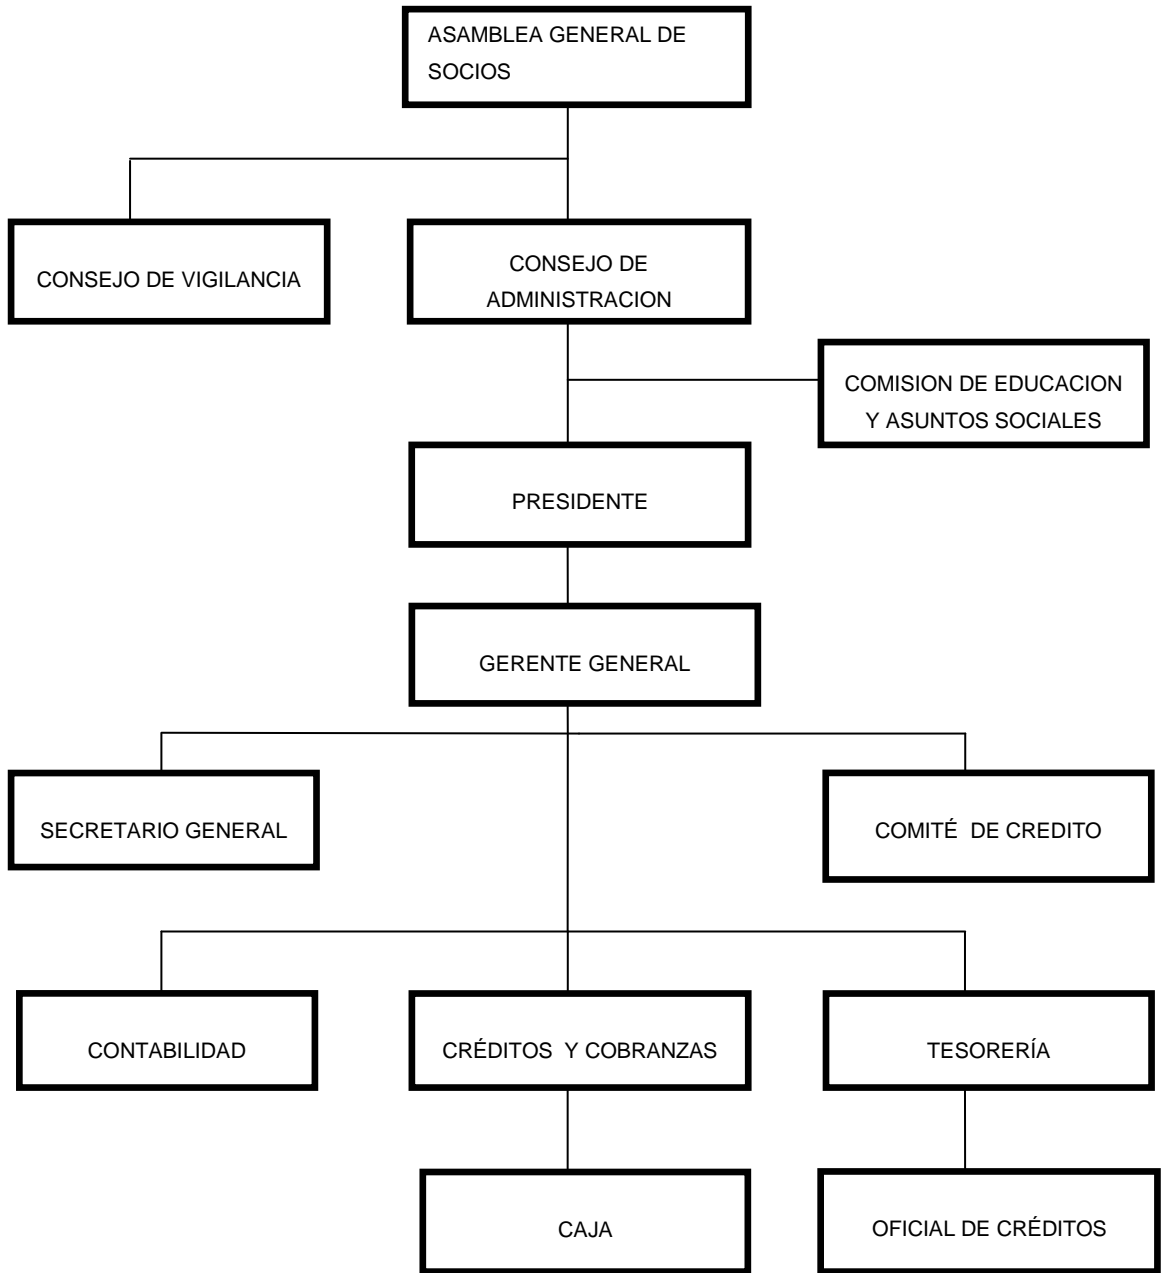 ASAMBLEA GENERAL DE
SOCIOS
CONSEJO DE VIGILANCIA
CONSEJO DE
ADMINISTRACION
COMISION DE EDUCACION
Y ASUNTOS SOCIALES
PRESIDENTE
GERENTE GENERAL
SECRETARIO GENERAL
COMITÉ DE CREDITO
CONTABILIDAD
CRÉDITOS Y COBRANZAS
TESORERÍA
CAJA
OFICIAL DE CRÉDITOS